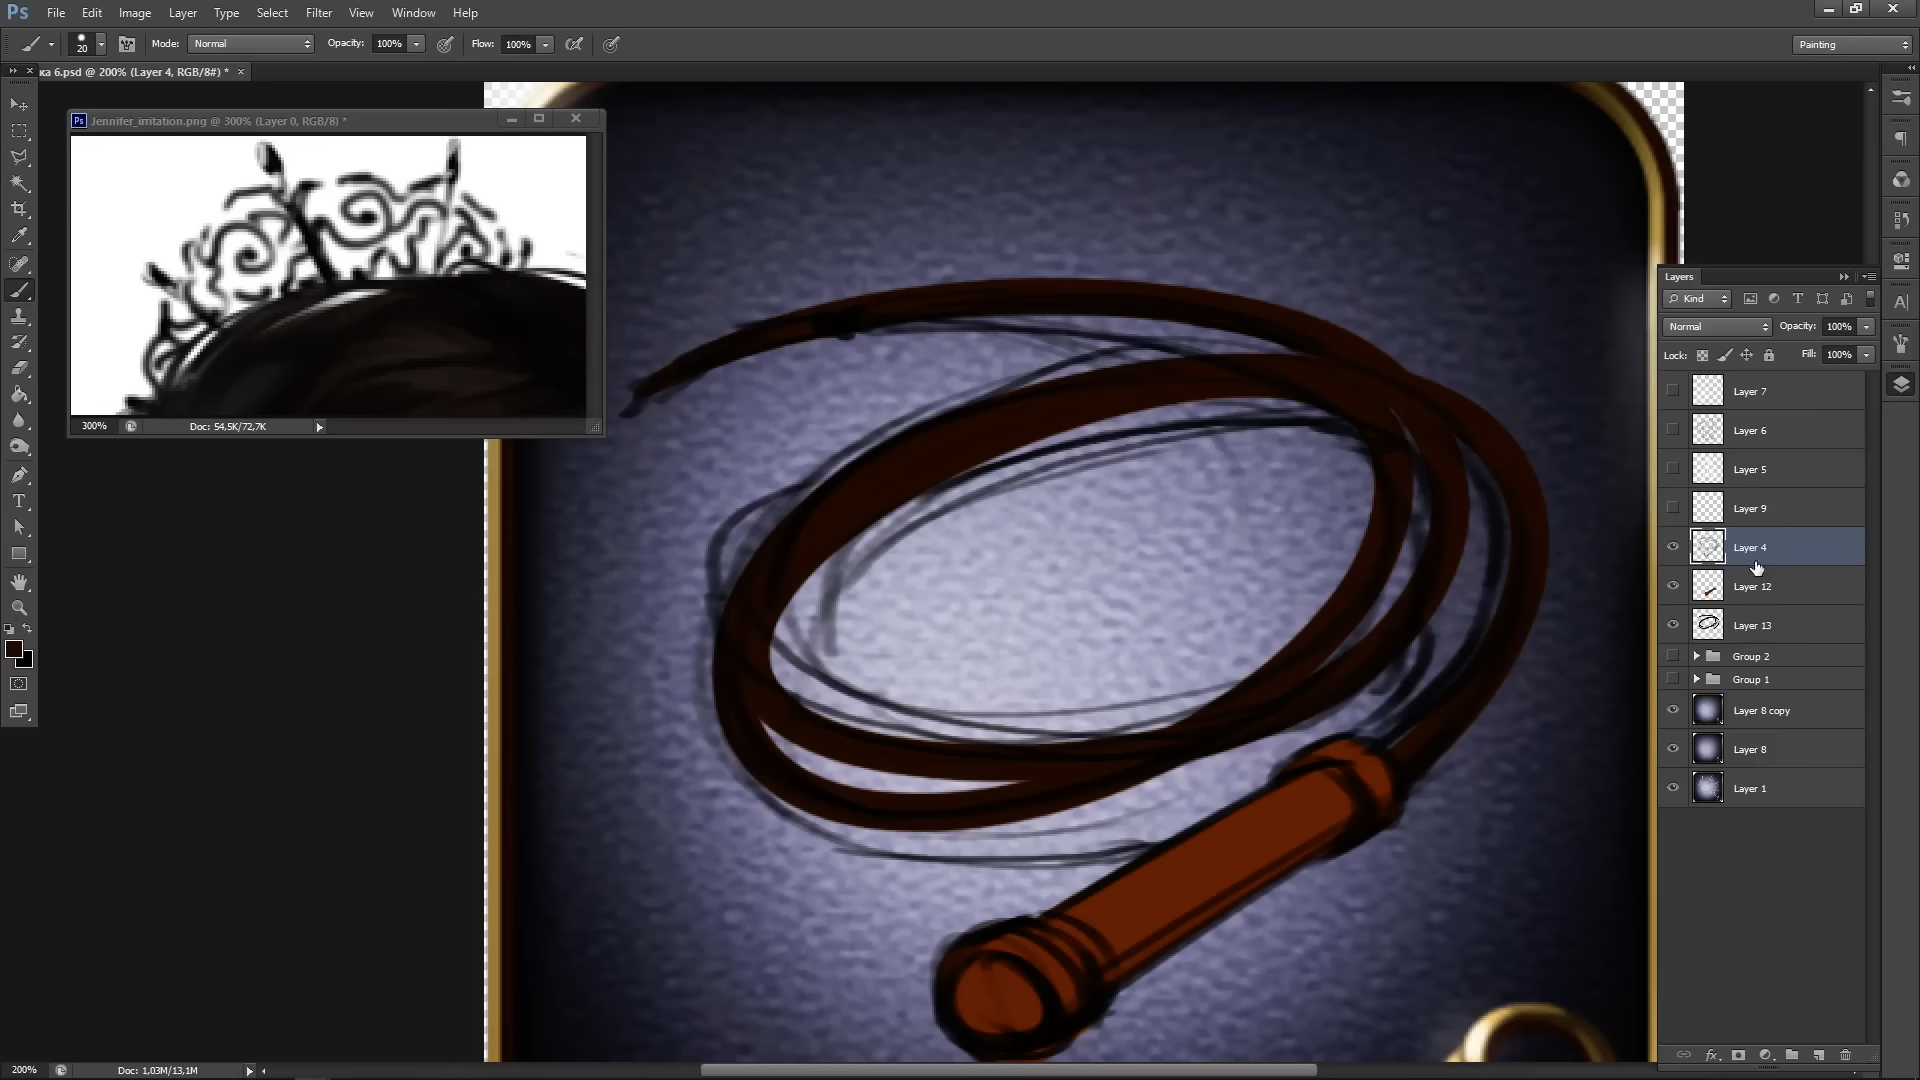 Ps File Edit Image Layer Type Select Filter View Window Help
20 Mode: Normal Opacity: 100% Flow: 100% Painting
ка 6.psd @ 200% (Layer 4, RGB/8#) * ×
Ps Jennifer_irritation.png @ 300% (Layer 0, RGB/8) *
300% Doc: 54,5K/72,7K
Layers
Kind
Normal Opacity: 100%
Lock: Fill: 100%
Layer 7
Layer 6
Layer 5
Layer 9
Layer 4
Layer 12
Layer 13
Group 2
Group 1
Layer 8 copy
Layer 8
Layer 1
fx
200% Doc: 1,03M/13,1M